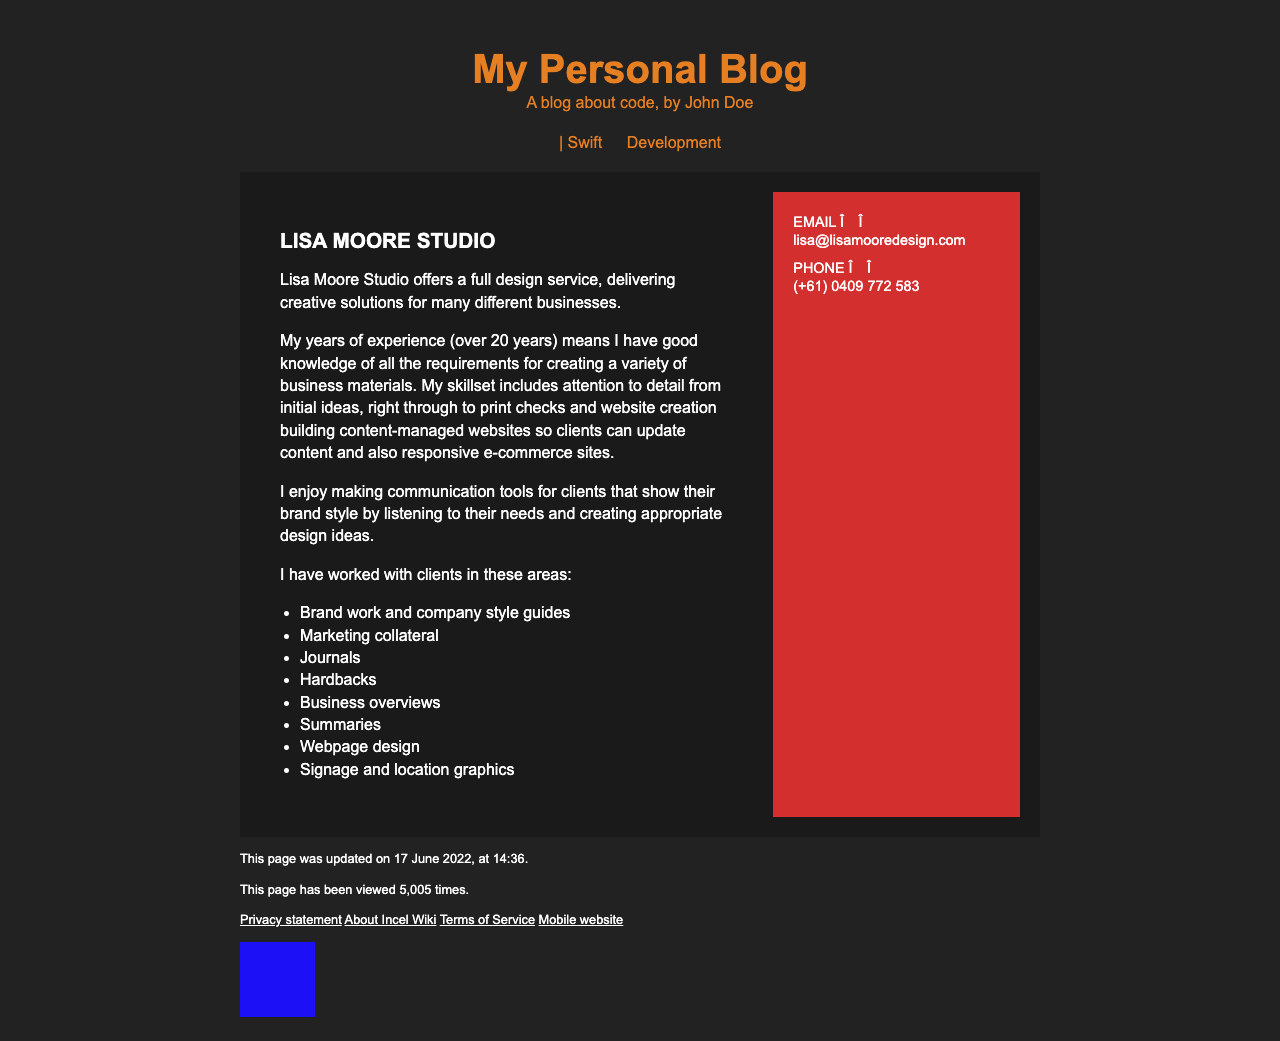 My Personal Blog
A blog about code, by John Doe
| Swift Development
LISA MOORE STUDIO
Lisa Moore Studio offers a full design service, delivering
creative solutions for many different businesses.
My years of experience (over 20 years) means I have good
knowledge of all the requirements for creating a variety of
business materials. My skillset includes attention to detail from
initial ideas, right through to print checks and website creation
building content-managed websites so clients can update
content and also responsive e-commerce sites.
I enjoy making communication tools for clients that show their
brand style by listening to their needs and creating appropriate
design ideas.
I have worked with clients in these areas:
• Brand work and company style guides
• Marketing collateral
• Journals
• Hardbacks
• Business overviews
• Summaries
• Webpage design
• Signage and location graphics
EMAIL Î Î
lisa@lisamooredesign.com
PHONE Î Î
(+61) 0409 772 583
This page was updated on 17 June 2022, at 14:36.
This page has been viewed 5,005 times.
Privacy statement About Incel Wiki Terms of Service Mobile website